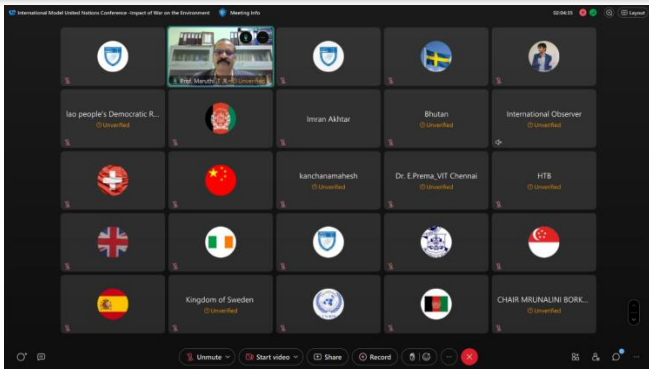 International Model United Nations Conference -Impact of War on the Environment
Meeting Info
02:04:35
Layout
Prof. Maruthi T R
Unverified
lao people's Democratic R...
Unverified
Imran Akhtar
Bhutan
Unverified
International Observer
Unverified
kanchanamahesh
Unverified
Dr. E.Prema_VIT Chennai
Unverified
HTB
Unverified
Kingdom of Sweden
Unverified
CHAIR MRUNALINI BORK...
Unverified
Unmute
Start video
Share
Record